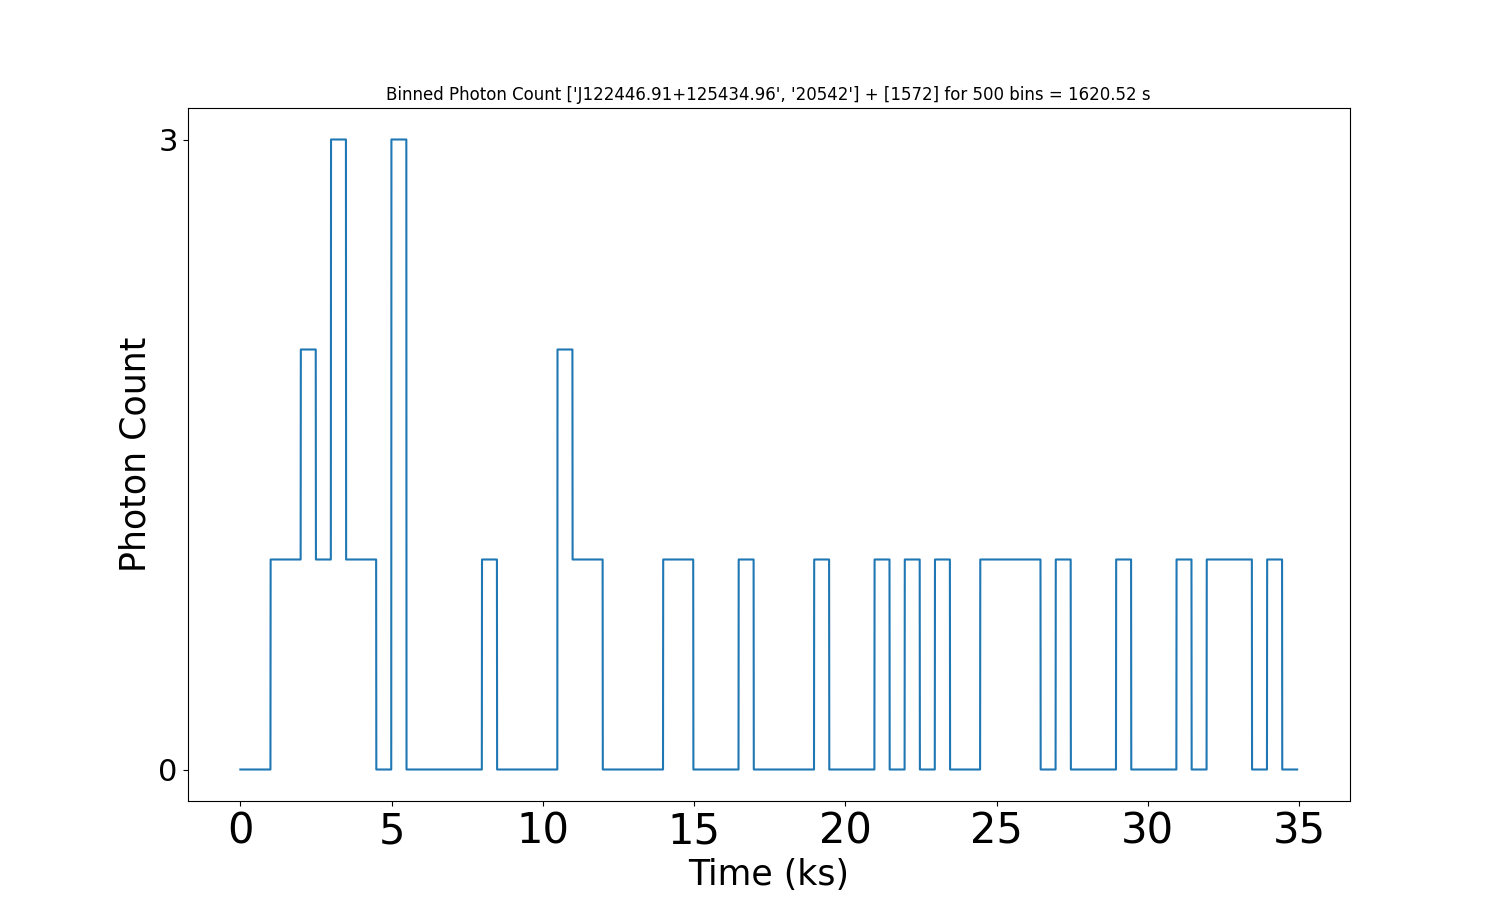 Binned Photon Count ['J122446.91+125434.96', '20542'] + [1572] for 500 bins = 1620.52 s
3
Photon Count
0
0 5 10 15 20 25 30 35
Time (ks)